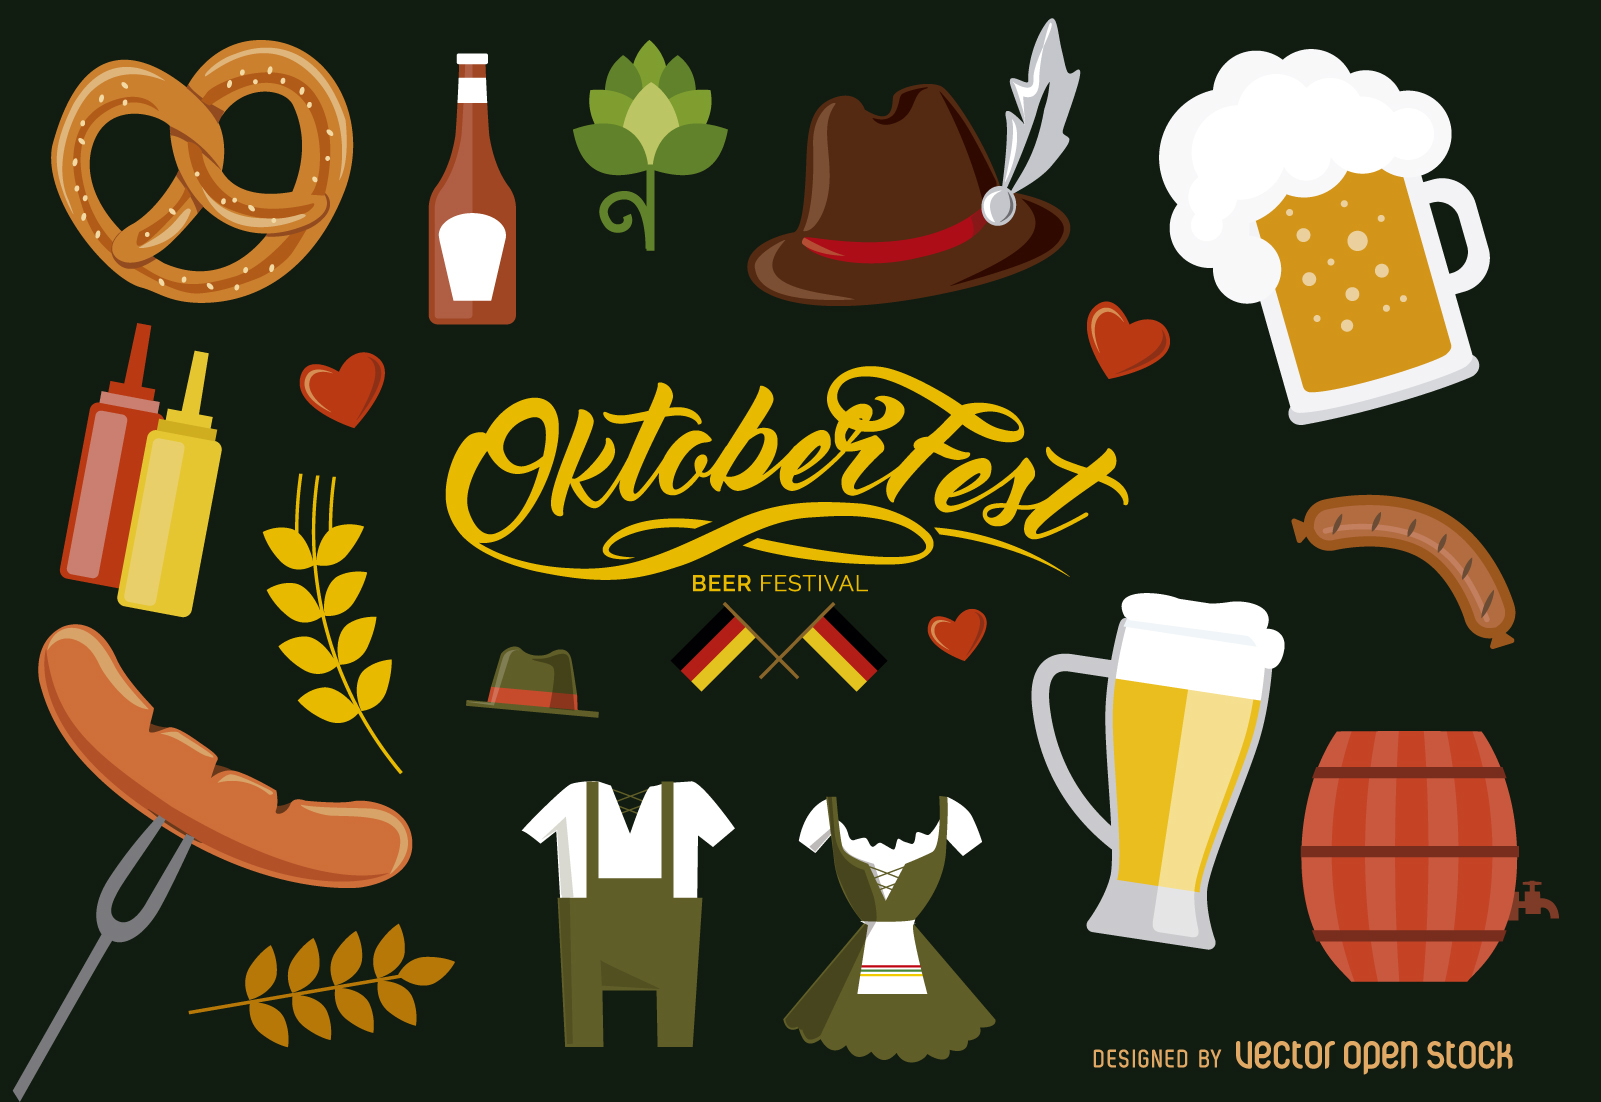 OktoberFest
BEER FESTIVAL
DESIGNED BY vector open stock